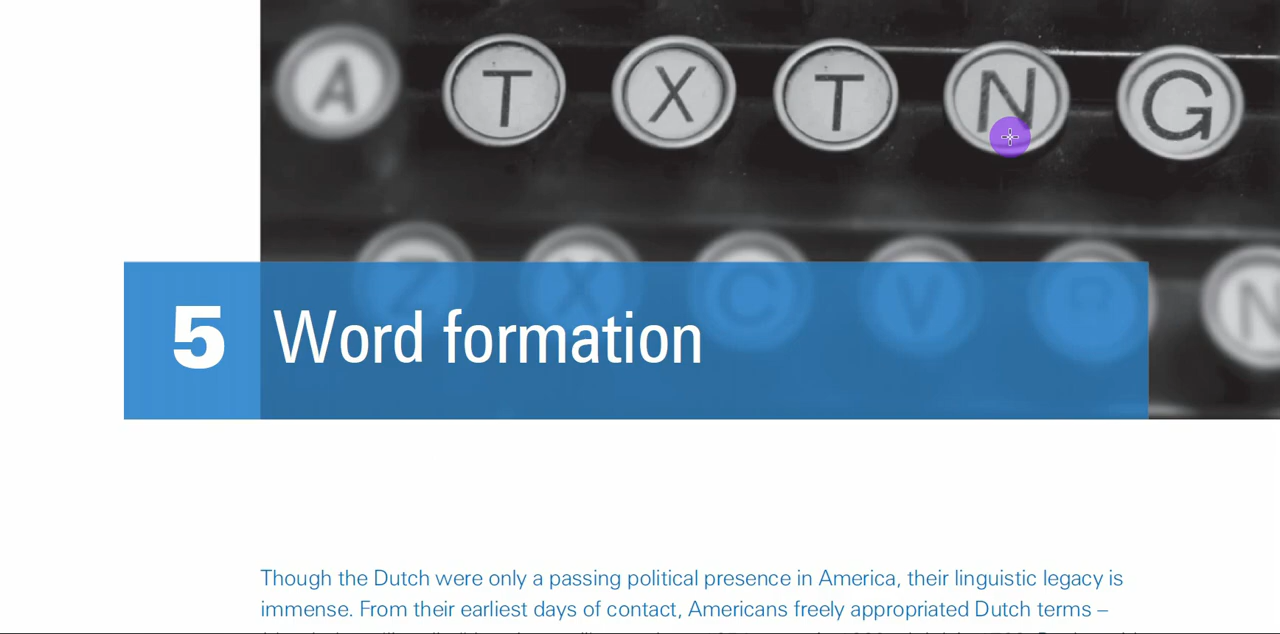 A T X T N G
Z X C V B N
5 Word formation
Though the Dutch were only a passing political presence in America, their linguistic legacy is
immense. From their earliest days of contact, Americans freely appropriated Dutch terms –